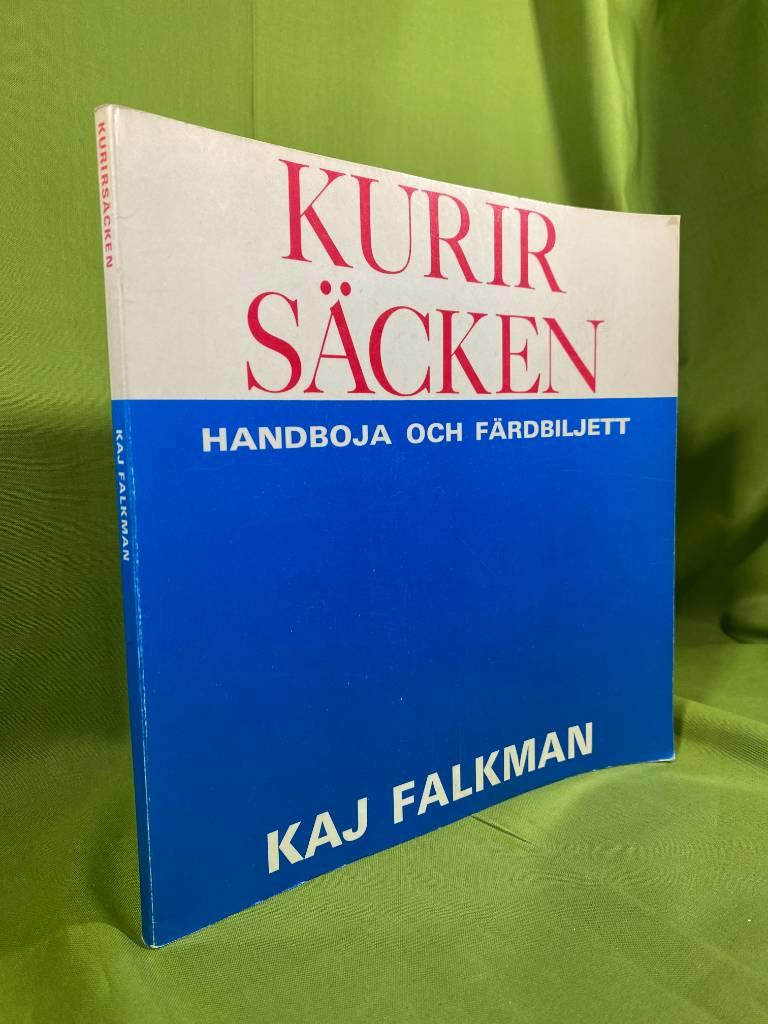 KURIRSÄCKEN
KAJ FALKMAN
KURIR
SÄCKEN
HANDBOJA OCH FÄRDBILJETT
KAJ FALKMAN